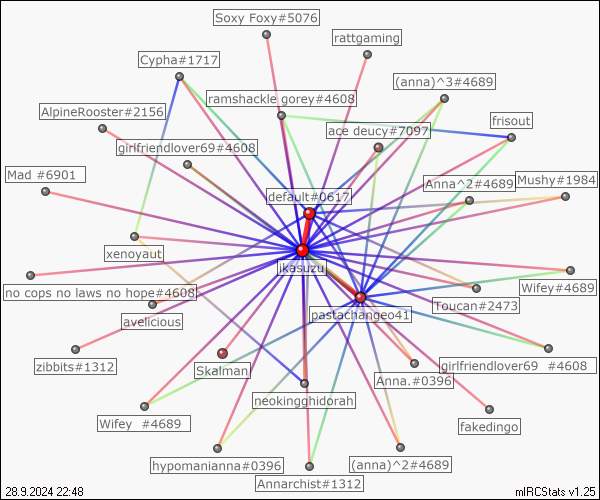 Soxy Foxy#5076
rattgaming
Cypha#1717
(anna)^3#4689
ramshackle gorey#4608
AlpineRooster#2156
frisout
ace deucy#7097
girlfriendlover69#4608
Mad #6901
Anna^2#4689
Mushy#1984
default#0617
xenoyaut
ikasuzu
no cops no laws no hope#4608
Wifey#4689
Toucan#2473
avelicious
pastachangeo41
zibbits#1312
Skalman
girlfriendlover69 #4608
Anna.#0396
neokingghidorah
Wifey #4689
fakedingo
hypomanianna#0396
(anna)^2#4689
Annarchist#1312
28.9.2024 22:48
mIRCStats v1.25